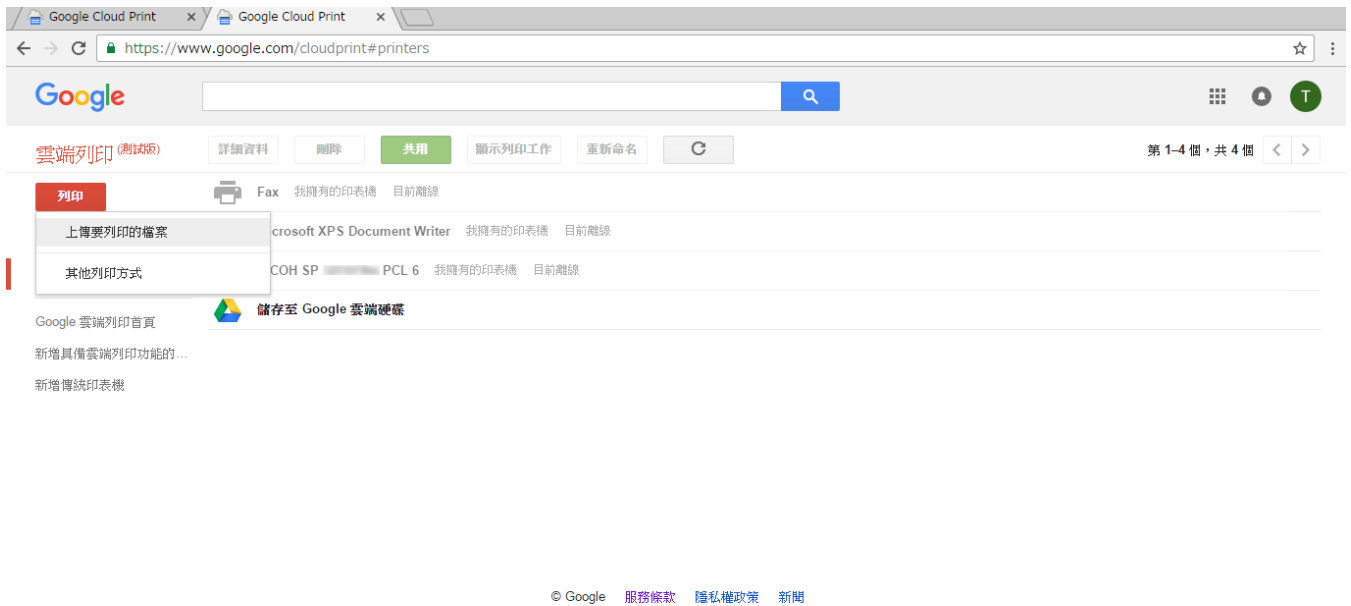 Google Cloud Print
Google Cloud Print
https://www.google.com/cloudprint#printers
Google
T
雲端列印 (測試版)
詳細資料 刪除 共用 顯示列印工作 重新命名
第 1–4 個，共 4 個
列印
上傳要列印的檔案
其他列印方式
Fax 我擁有的印表機 目前離線
crosoft XPS Document Writer 我擁有的印表機 目前離線
COH SP PCL 6 我擁有的印表機 目前離線
儲存至 Google 雲端硬碟
Google 雲端列印首頁
新增具備雲端列印功能的…
新增傳統印表機
© Google 服務條款 隱私權政策 新聞